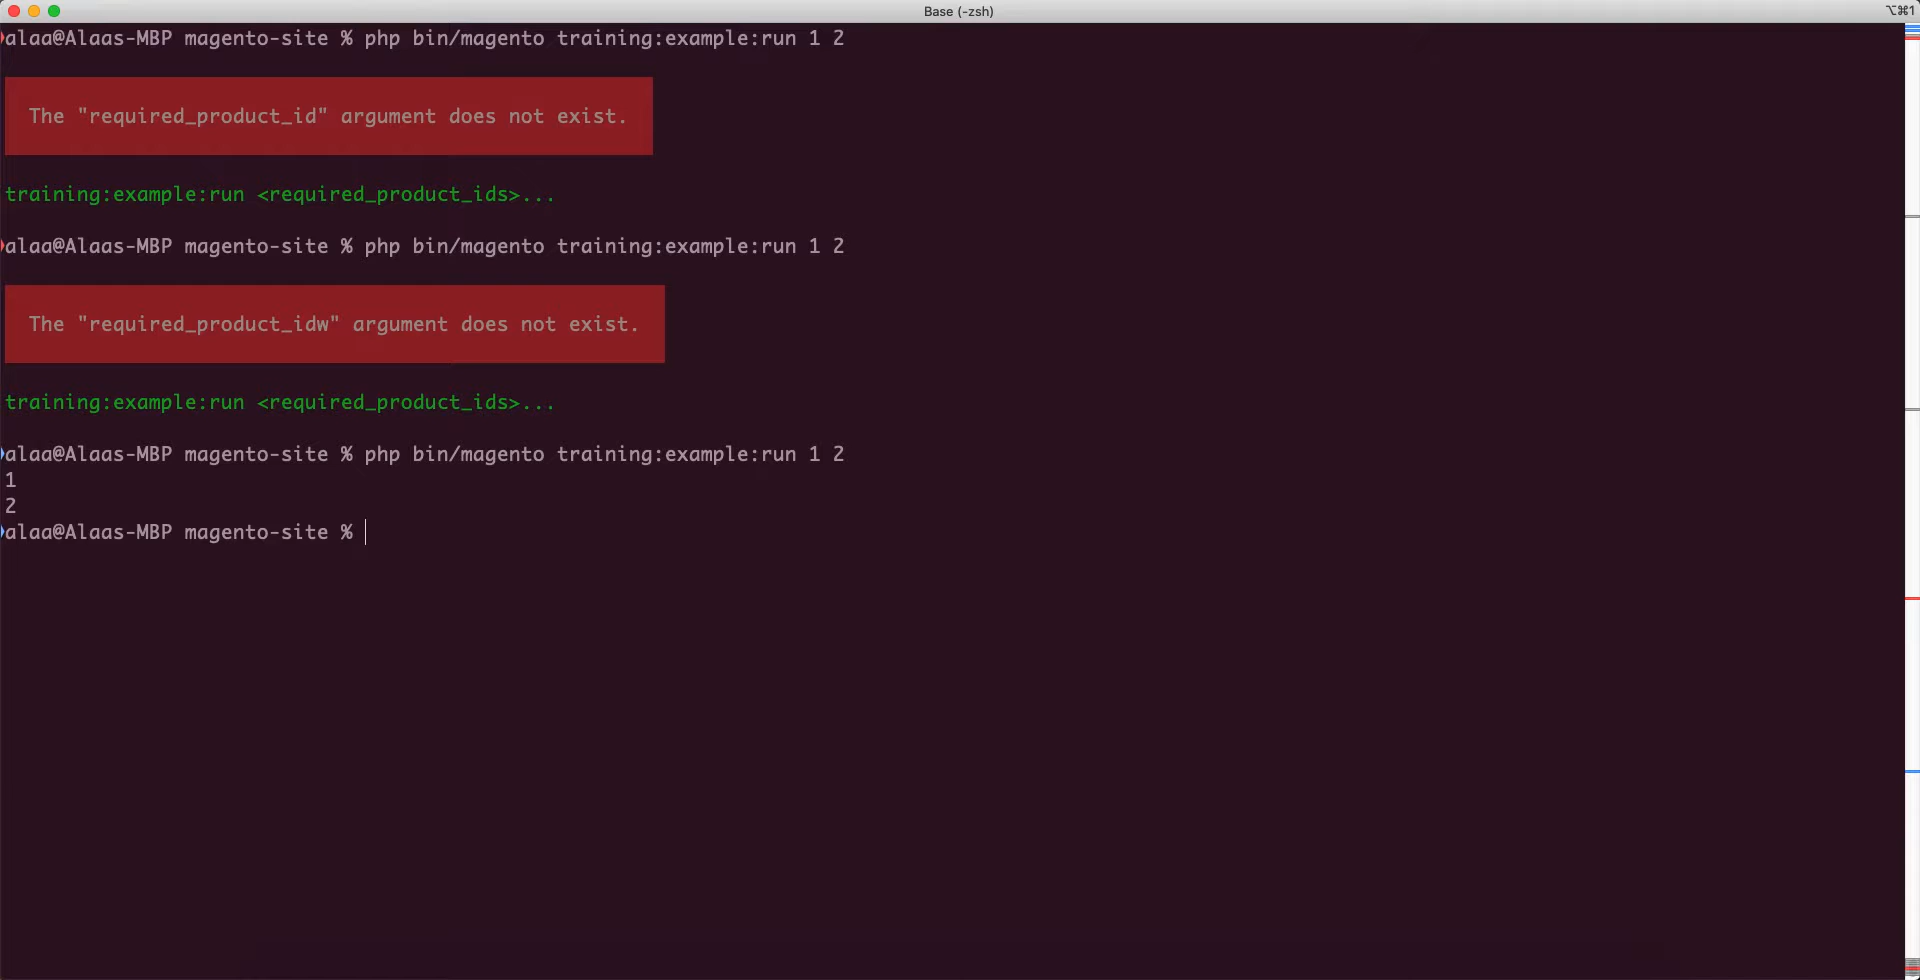 Base (-zsh)
⌥⌘1
alaa@Alaas-MBP magento-site % php bin/magento training:example:run 1 2
The "required_product_id" argument does not exist.
training:example:run <required_product_ids>...
alaa@Alaas-MBP magento-site % php bin/magento training:example:run 1 2
The "required_product_idw" argument does not exist.
training:example:run <required_product_ids>...
alaa@Alaas-MBP magento-site % php bin/magento training:example:run 1 2
1
2
alaa@Alaas-MBP magento-site %